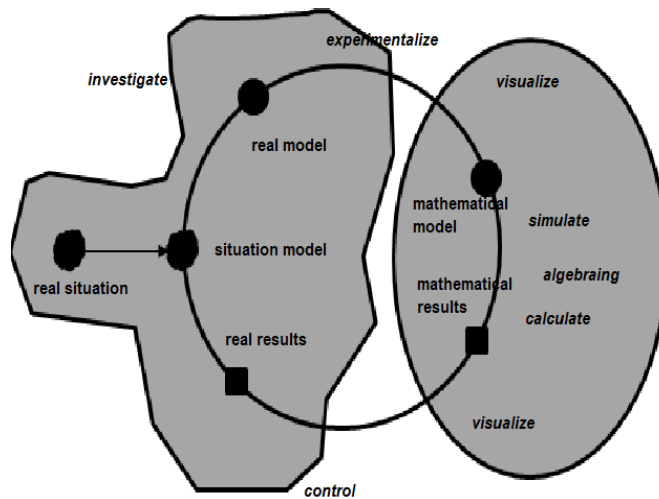 experimentalize
investigate
visualize
real model
mathematical
model
simulate
situation model
algebraing
real situation
mathematical
results
calculate
real results
visualize
control